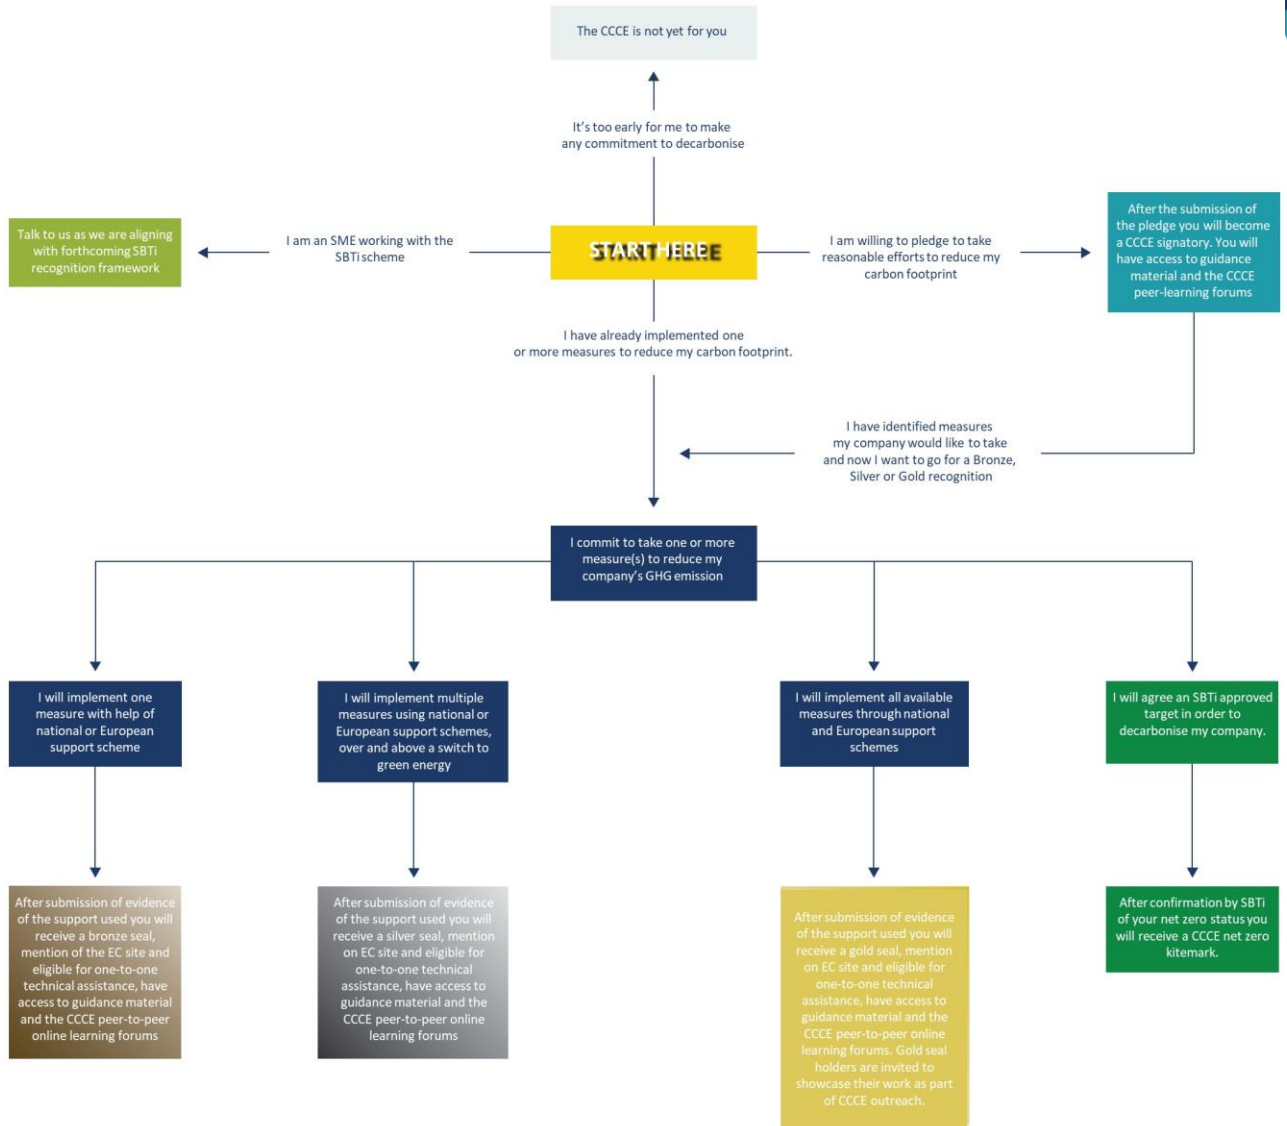 The CCCE is not yet for you
It's too early for me to make
any commitment to decarbonise
Talk to us as we are aligning
with forthcoming SBTi
recognition framework
I am an SME working with the
SBTi scheme
START HERE
I am willing to pledge to take
reasonable efforts to reduce my
carbon footprint
After the submission of
the pledge you will become
a CCCE signatory. You will
have access to guidance
material and the CCCE
peer-learning forums
I have already implemented one
or more measures to reduce my carbon footprint.
I have identified measures
my company would like to take
and now I want to go for a Bronze,
Silver or Gold recognition
I commit to take one or more
measure(s) to reduce my
company's GHG emission
I will implement one
measure with help of
national or European
support scheme
I will implement multiple
measures using national or
European support schemes,
over and above a switch to
green energy
I will implement all available
measures through national
and European support
schemes
I will agree an SBTi approved
target in order to
decarbonise my company.
After submission of evidence
of the support used you will
receive a bronze seal,
mention of the EC site and
eligible for one-to-one
technical assistance, have
access to guidance material
and the CCCE peer-to-peer
online learning forums
After submission of evidence
of the support used you will
receive a silver seal, mention
on EC site and eligible for
one-to-one technical
assistance, have access to
guidance material and the
CCCE peer-to-peer online
learning forums
After submission of evidence
of the support used you will
receive a gold seal, mention
on EC site and eligible for
one-to-one technical
assistance, have access to
guidance material and the
CCCE peer-to-peer online
learning forums. Gold seal
holders are invited to
showcase their work as part
of CCCE outreach.
After confirmation by SBTi
of your net zero status you
will receive a CCCE net zero
kitemark.